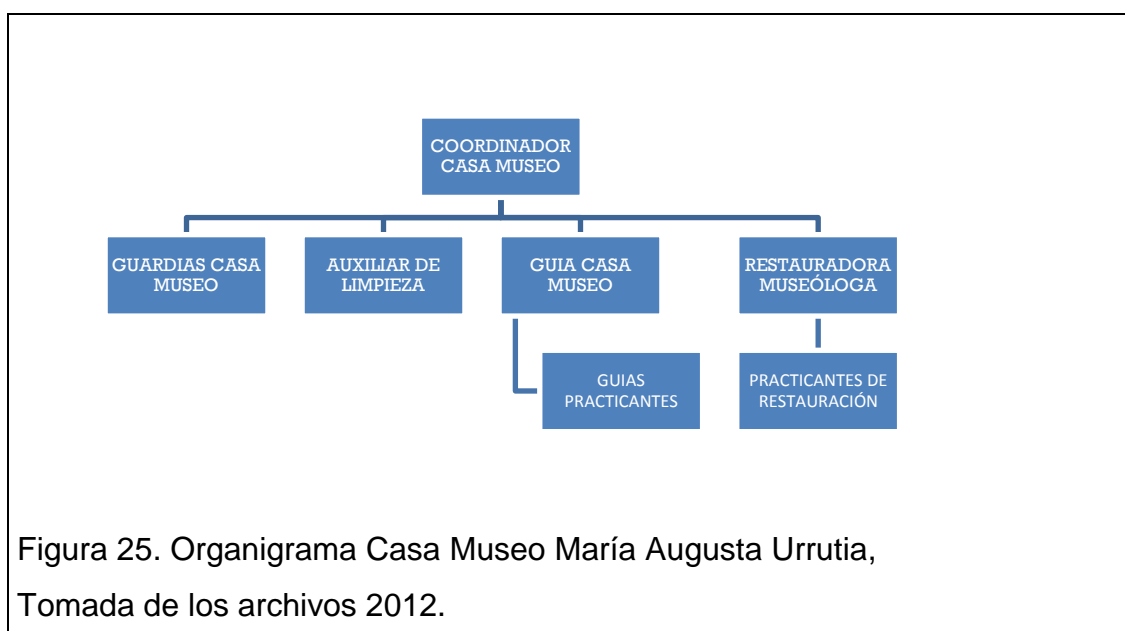 COORDINADOR
CASA MUSEO
GUARDIAS CASA
MUSEO
AUXILIAR DE
LIMPIEZA
GUIA CASA
MUSEO
RESTAURADORA
MUSEÓLOGA
GUIAS
PRACTICANTES
PRACTICANTES DE
RESTAURACIÓN
Figura 25. Organigrama Casa Museo María Augusta Urrutia,
Tomada de los archivos 2012.